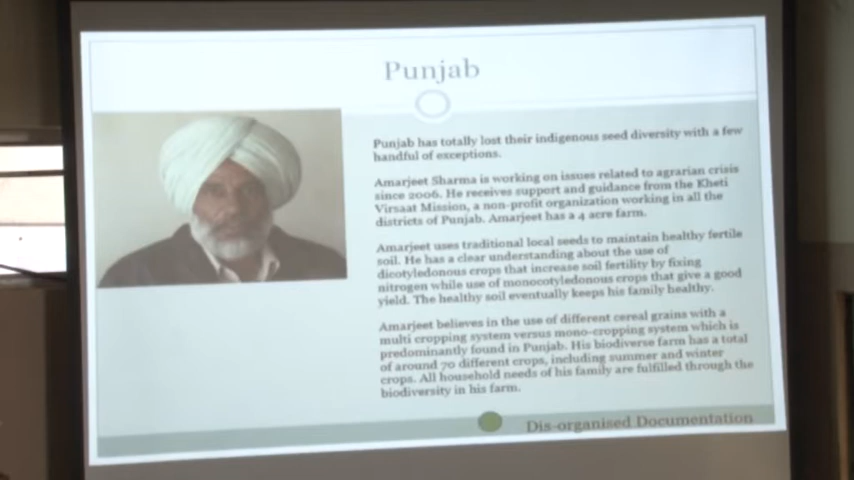 Punjab
Punjab has totally lost their indigenous seed diversity with a few
handful of exceptions.
Amarjeet Sharma is working on issues related to agrarian crisis
since 2006. He receives support and guidance from the Kheti
Virsaat Mission, a non-profit organization working in all the
districts of Punjab. Amarjeet has a 4 acre farm.
Amarjeet uses traditional local seeds to maintain healthy fertile
soil. He has a clear understanding about the use of
dicotyledonous crops that increase soil fertility by fixing
nitrogen while use of monocotyledonous crops that give a good
yield. The healthy soil eventually keeps his family healthy.
Amarjeet believes in the use of different cereal grains with a
multi cropping system versus mono-cropping system which is
predominantly found in Punjab. His biodiverse farm has a total
of around 70 different crops, including summer and winter
crops. All household needs of his family are fulfilled through the
biodiversity in his farm.
Dis-organised Documentation